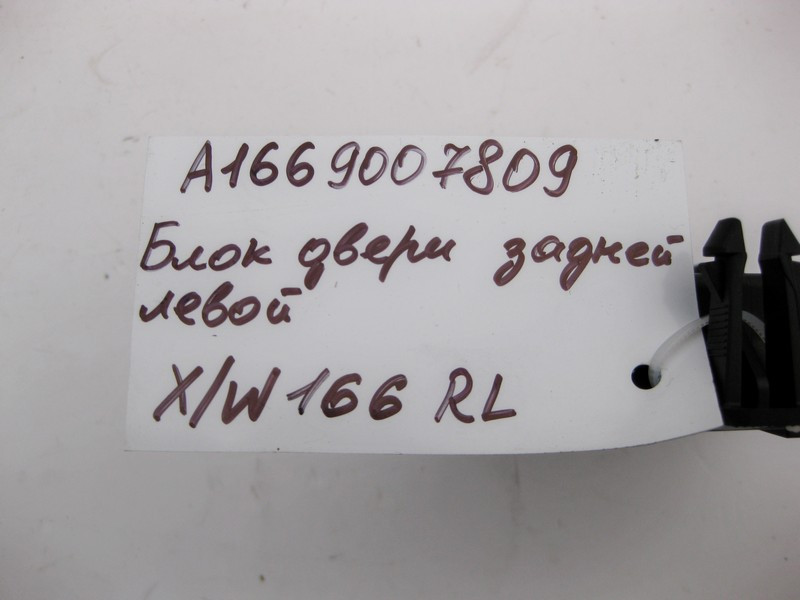 A1669007809
Блок двери задней
левой
X/W166 RL